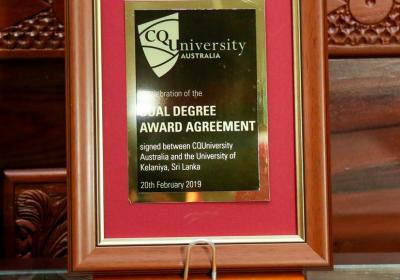 CQUniversity
AUSTRALIA
Celebration of the
DUAL DEGREE
AWARD AGREEMENT
signed between CQUniversity
Australia and the University of
Kelaniya, Sri Lanka
20th February 2019